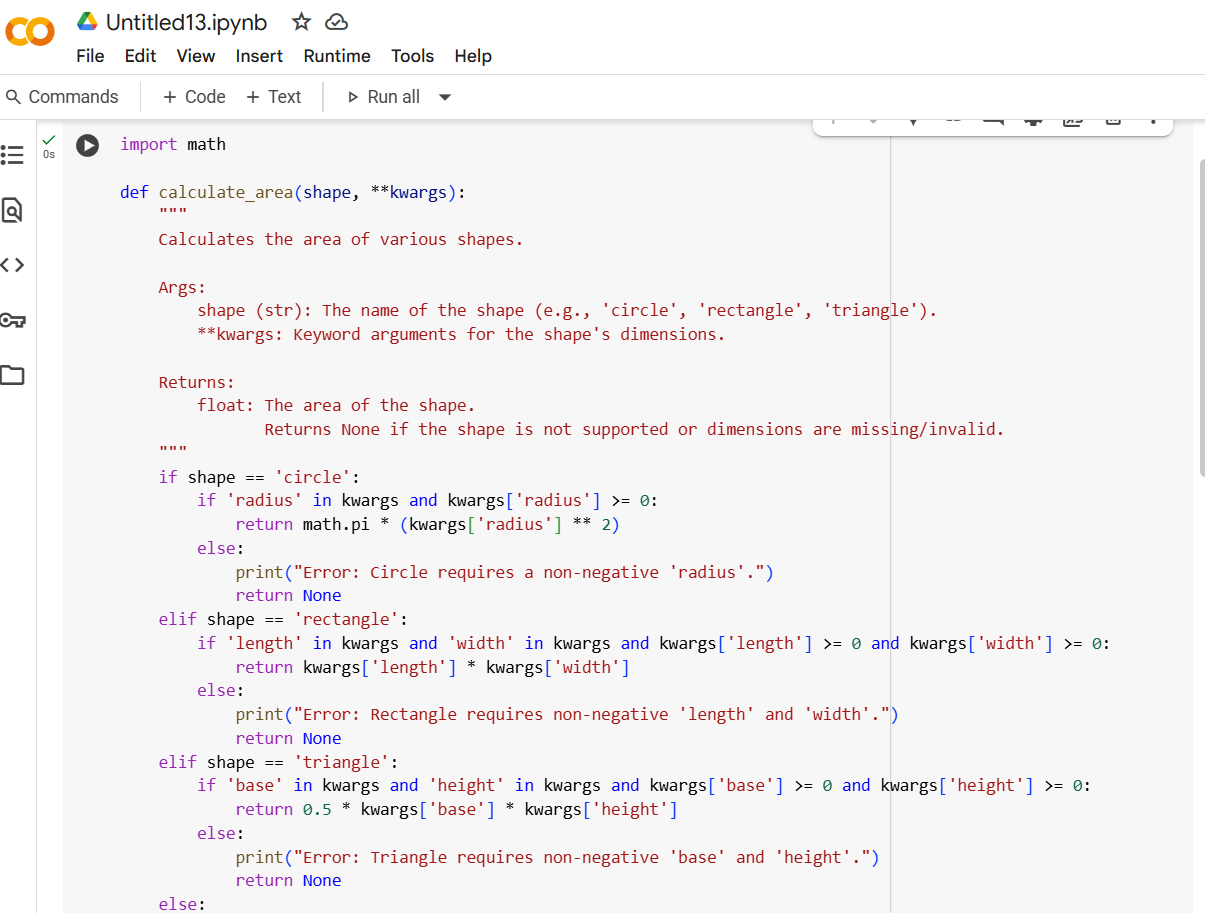 Untitled13.ipynb
File Edit View Insert Runtime Tools Help
Commands + Code + Text Run all
0s
import math
def calculate_area(shape, **kwargs):
    """
    Calculates the area of various shapes.
    Args:
        shape (str): The name of the shape (e.g., 'circle', 'rectangle', 'triangle').
        **kwargs: Keyword arguments for the shape's dimensions.
    Returns:
        float: The area of the shape.
               Returns None if the shape is not supported or dimensions are missing/invalid.
    """
    if shape == 'circle':
        if 'radius' in kwargs and kwargs['radius'] >= 0:
            return math.pi * (kwargs['radius'] ** 2)
        else:
            print("Error: Circle requires a non-negative 'radius'.")
            return None
    elif shape == 'rectangle':
        if 'length' in kwargs and 'width' in kwargs and kwargs['length'] >= 0 and kwargs['width'] >= 0:
            return kwargs['length'] * kwargs['width']
        else:
            print("Error: Rectangle requires non-negative 'length' and 'width'.")
            return None
    elif shape == 'triangle':
        if 'base' in kwargs and 'height' in kwargs and kwargs['base'] >= 0 and kwargs['height'] >= 0:
            return 0.5 * kwargs['base'] * kwargs['height']
        else:
            print("Error: Triangle requires non-negative 'base' and 'height'.")
            return None
    else: